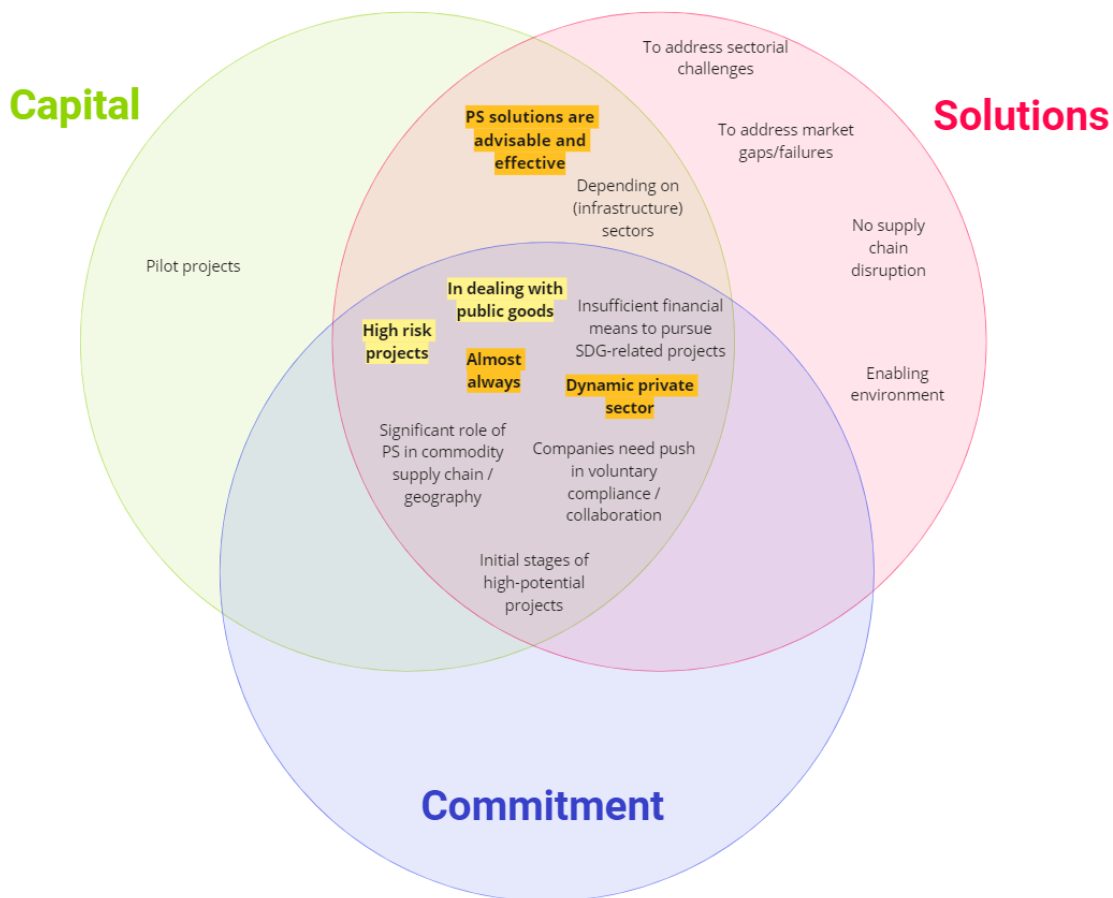 Capital
Solutions
Commitment
To address sectorial
challenges
To address market
gaps/failures
No supply
chain
disruption
Enabling
environment
PS solutions are
advisable and
effective
Depending on
(infrastructure)
sectors
Pilot projects
In dealing with
public goods
High risk
projects
Insufficient financial
means to pursue
SDG-related projects
Almost
always
Dynamic private
sector
Significant role of
PS in commodity
supply chain /
geography
Companies need push
in voluntary
compliance /
collaboration
Initial stages of
high-potential
projects